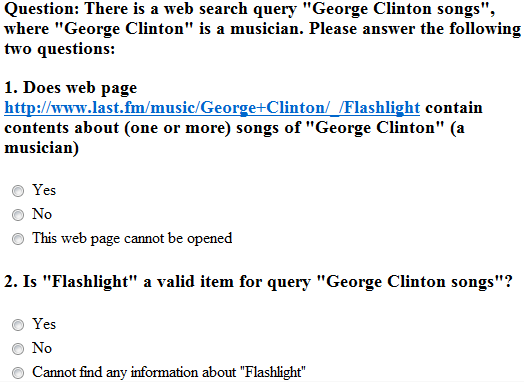 Question: There is a web search query "George Clinton songs",
where "George Clinton" is a musician. Please answer the following
two questions:
1. Does web page
http://www.last.fm/music/George+Clinton/_/Flashlight contain
contents about (one or more) songs of "George Clinton" (a
musician)
Yes
No
This web page cannot be opened
2. Is "Flashlight" a valid item for query "George Clinton songs"?
Yes
No
Cannot find any information about "Flashlight"